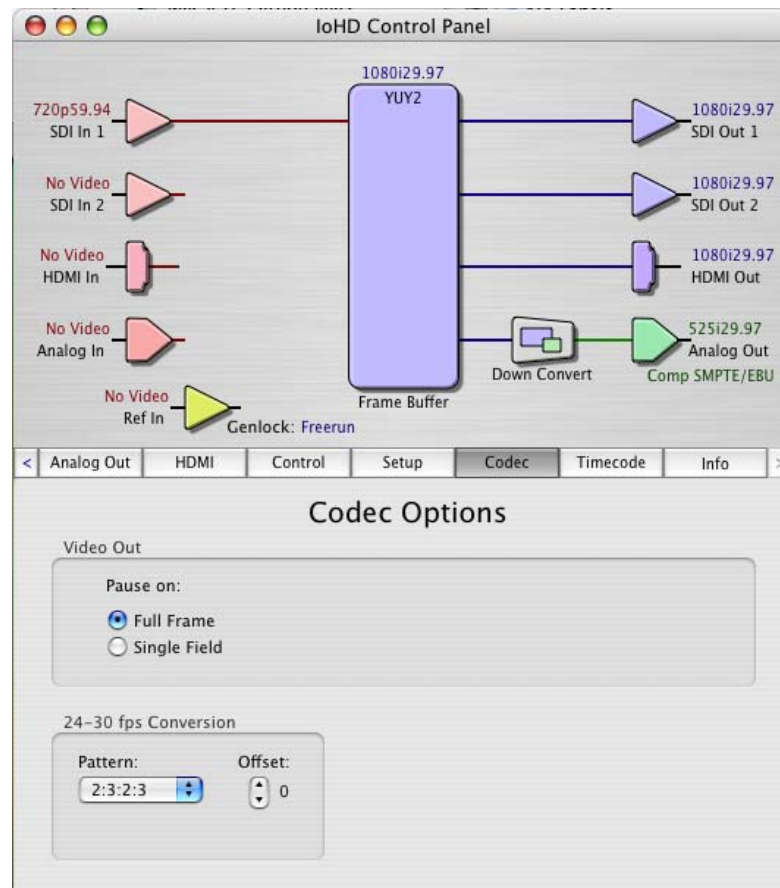 IoHD Control Panel
1080i29.97
YUY2
720p59.94
SDI In 1
1080i29.97
SDI Out 1
No Video
SDI In 2
1080i29.97
SDI Out 2
No Video
HDMI In
1080i29.97
HDMI Out
No Video
Analog In
Down Convert
525i29.97
Analog Out
Comp SMPTE/EBU
No Video
Ref In
Genlock: Freerun
Frame Buffer
< Analog Out HDMI Control Setup Codec Timecode Info >
Codec Options
Video Out
Pause on:
Full Frame
Single Field
24-30 fps Conversion
Pattern: Offset:
2:3:2:3 0